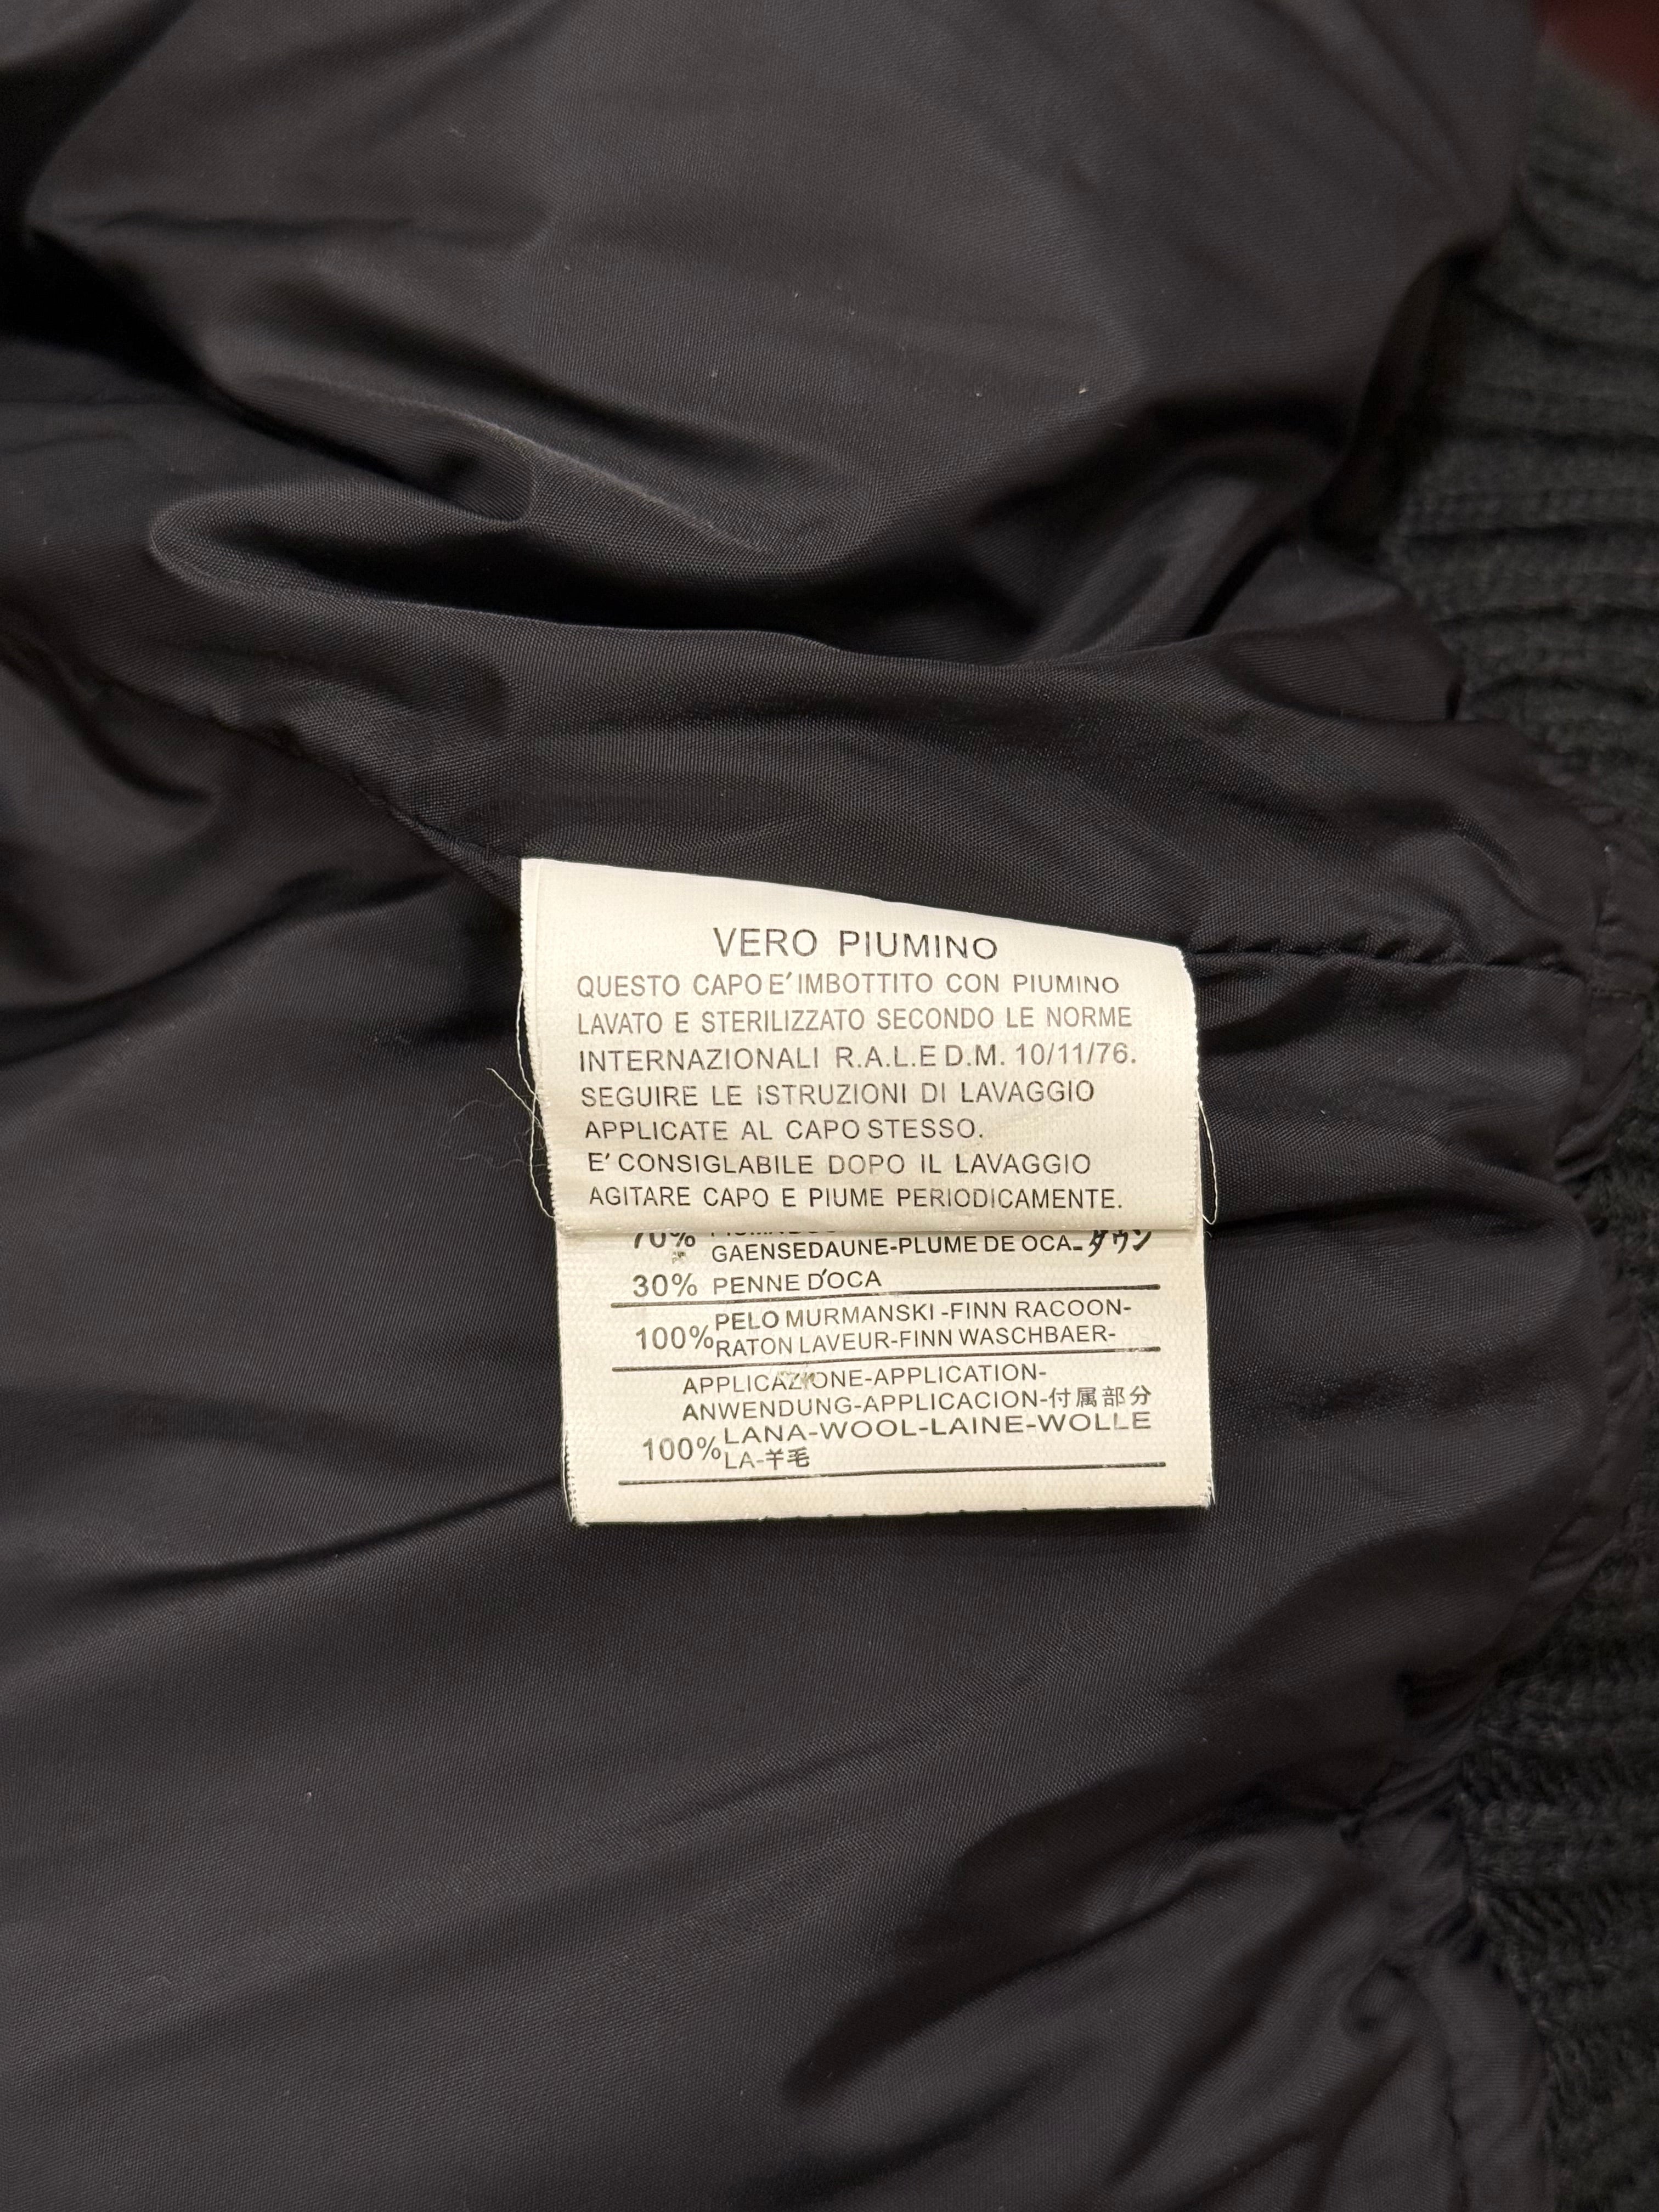 VERO PIUMINO
QUESTO CAPO E' IMBOTTITO CON PIUMINO
LAVATO E STERILIZZATO SECONDO LE NORME
INTERNAZIONALI R.A.L.E D.M. 10/11/76.
SEGUIRE LE ISTRUZIONI DI LAVAGGIO
APPLICATE AL CAPO STESSO.
E' CONSIGLABILE DOPO IL LAVAGGIO
AGITARE CAPO E PIUME PERIODICAMENTE.
70%
GAENSEDAUNE-PLUME DE OCA-ダウン
30% PENNE D'OCA
PELO MURMANSKI -FINN RACOON-
100% RATON LAVEUR-FINN WASCHBAER-
APPLICAZIONE-APPLICATION-
ANWENDUNG-APPLICACION-付属部分
LANA-WOOL-LAINE-WOLLE
100% LA-羊毛